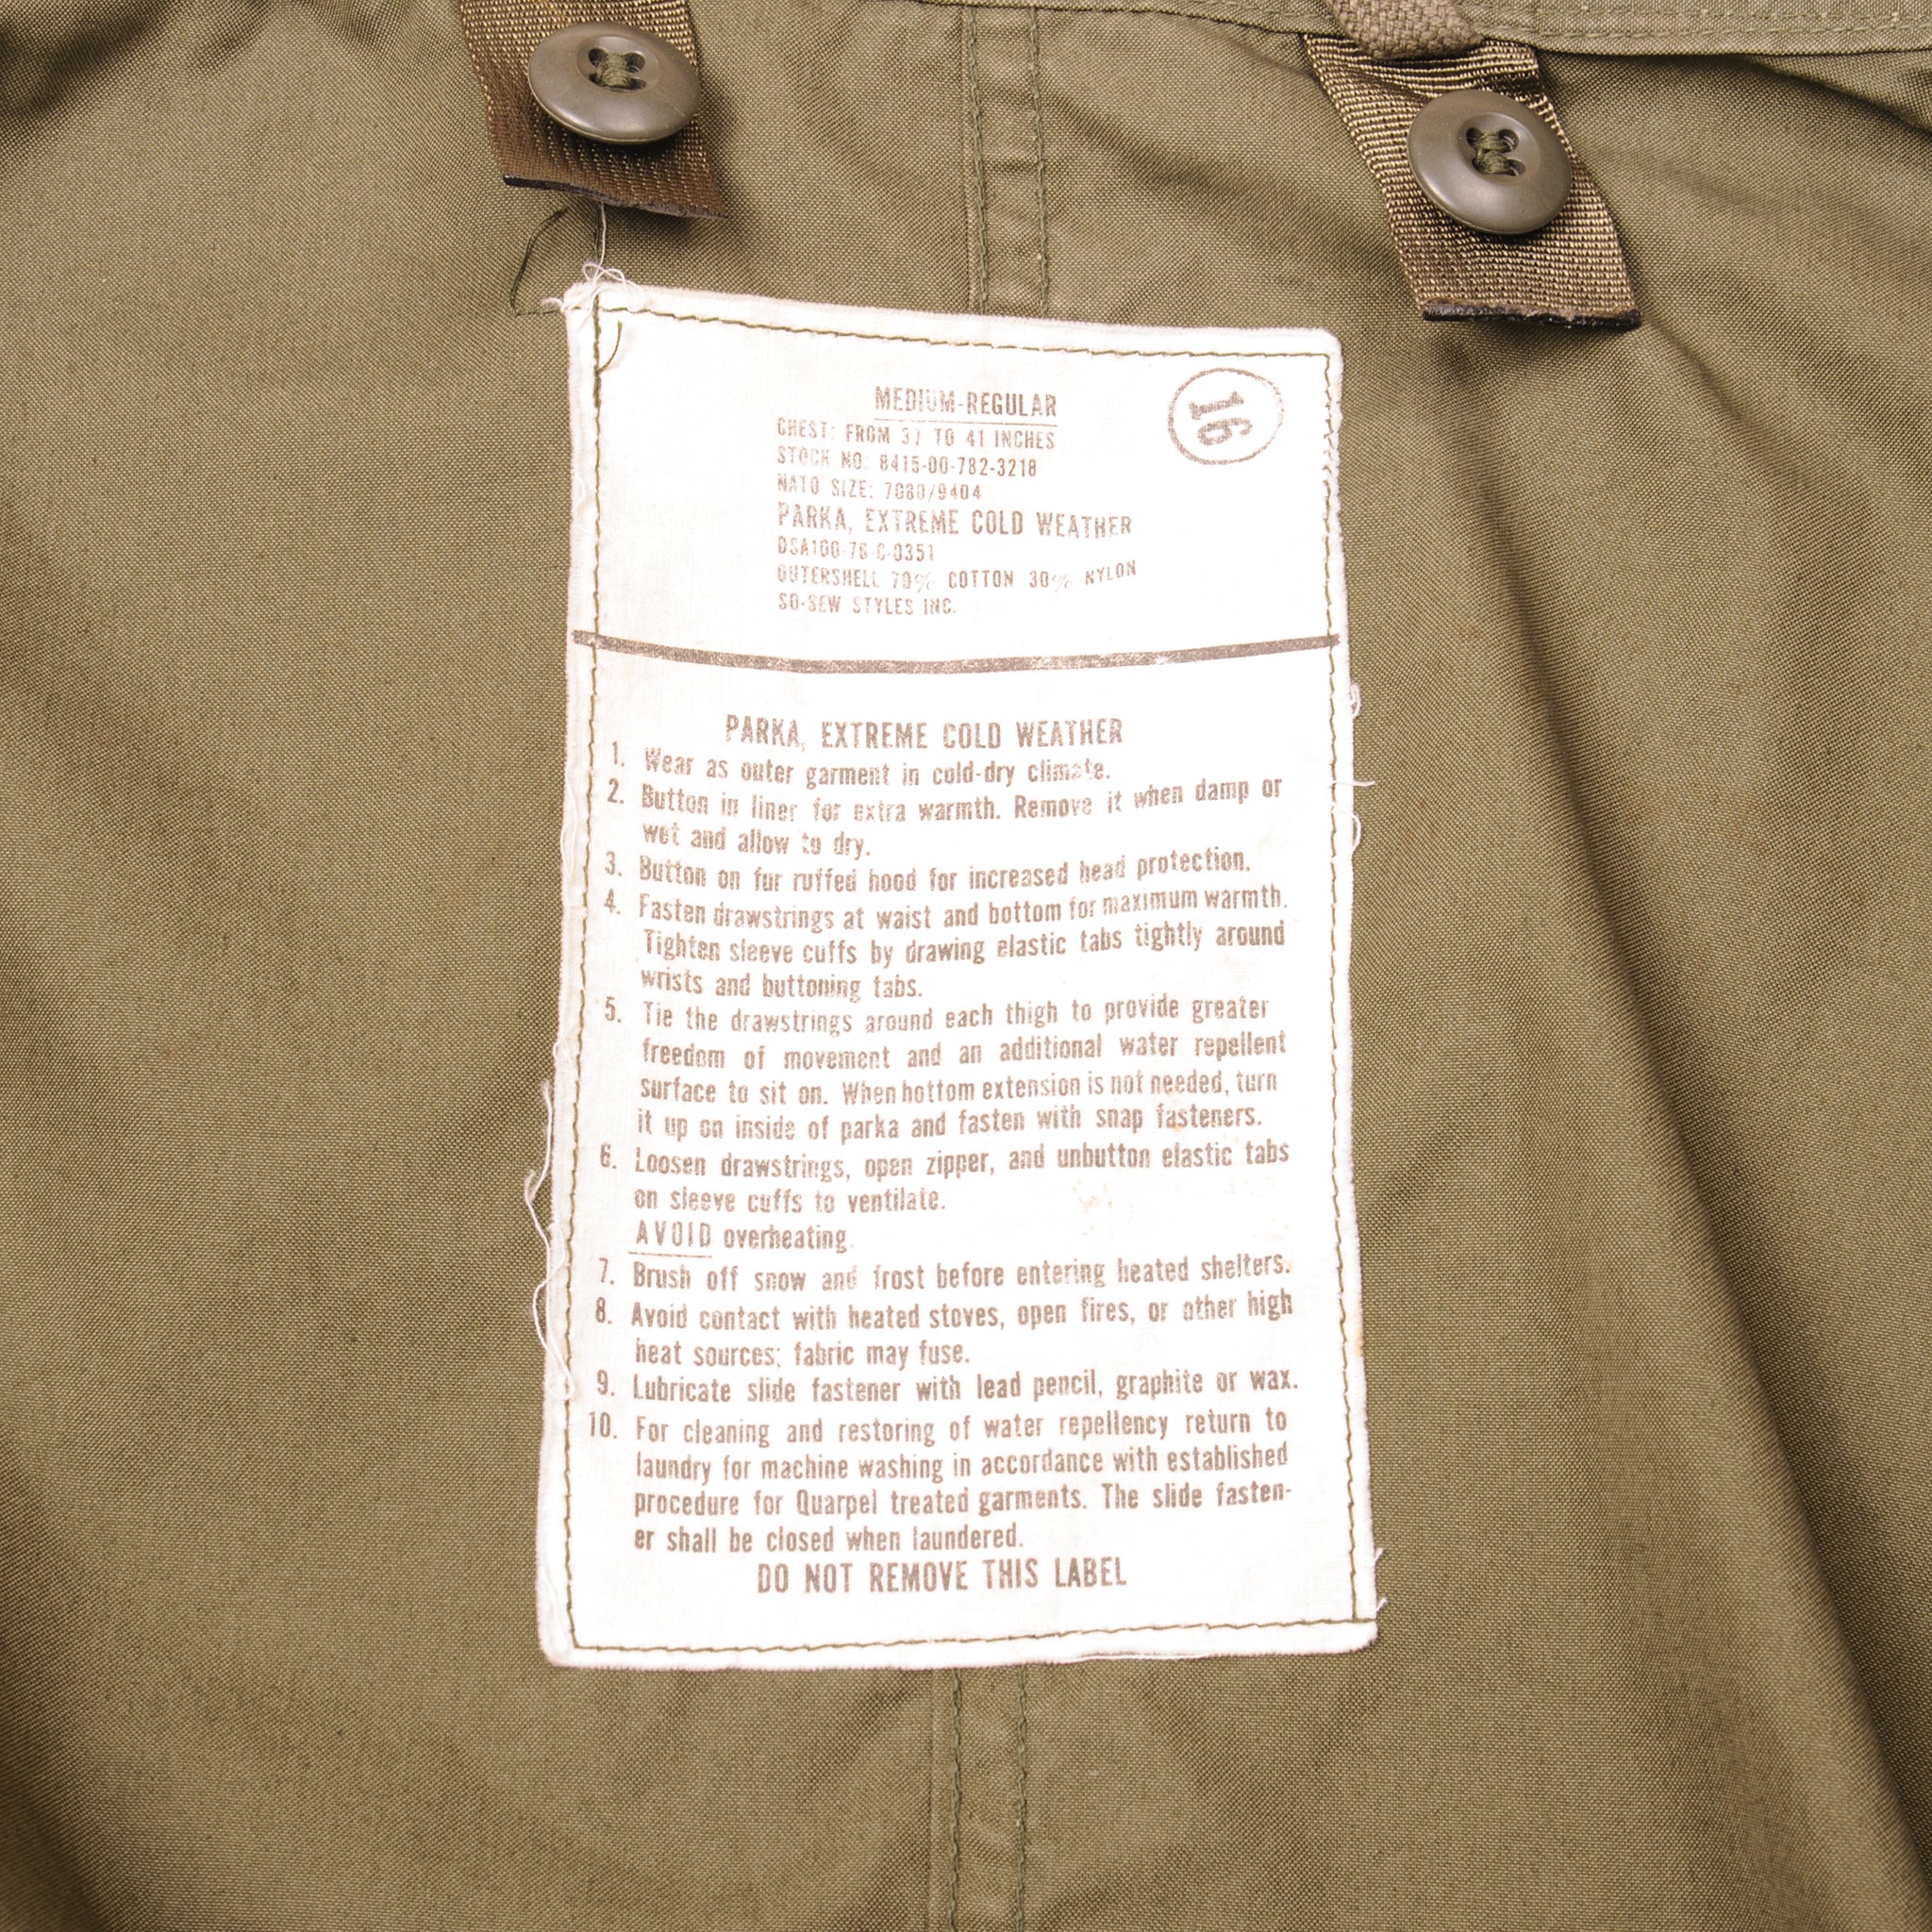 MEDIUM-REGULAR
16
CHEST: FROM 37 TO 41 INCHES
STOCK NO: 8415-00-782-3218
NATO SIZE: 7080/9404
PARKA, EXTREME COLD WEATHER
DSA100-76-C-0351
OUTERSHELL 70% COTTON 30% NYLON
SO-SEW STYLES INC.
PARKA, EXTREME COLD WEATHER
1. Wear as outer garment in cold-dry climate.
2. Button in liner for extra warmth. Remove it when damp or
wet and allow to dry.
3. Button on fur ruffed hood for increased head protection.
4. Fasten drawstrings at waist and bottom for maximum warmth.
Tighten sleeve cuffs by drawing elastic tabs tightly around
wrists and buttoning tabs.
5. Tie the drawstrings around each thigh to provide greater
freedom of movement and an additional water repellent
surface to sit on. When bottom extension is not needed, turn
it up on inside of parka and fasten with snap fasteners.
6. Loosen drawstrings, open zipper, and unbutton elastic tabs
on sleeve cuffs to ventilate.
AVOID overheating.
7. Brush off snow and frost before entering heated shelters.
8. Avoid contact with heated stoves, open fires, or other high
heat sources; fabric may fuse.
9. Lubricate slide fastener with lead pencil, graphite or wax.
10. For cleaning and restoring of water repellency return to
laundry for machine washing in accordance with established
procedure for Quarpel treated garments. The slide fasten-
er shall be closed when laundered.
DO NOT REMOVE THIS LABEL